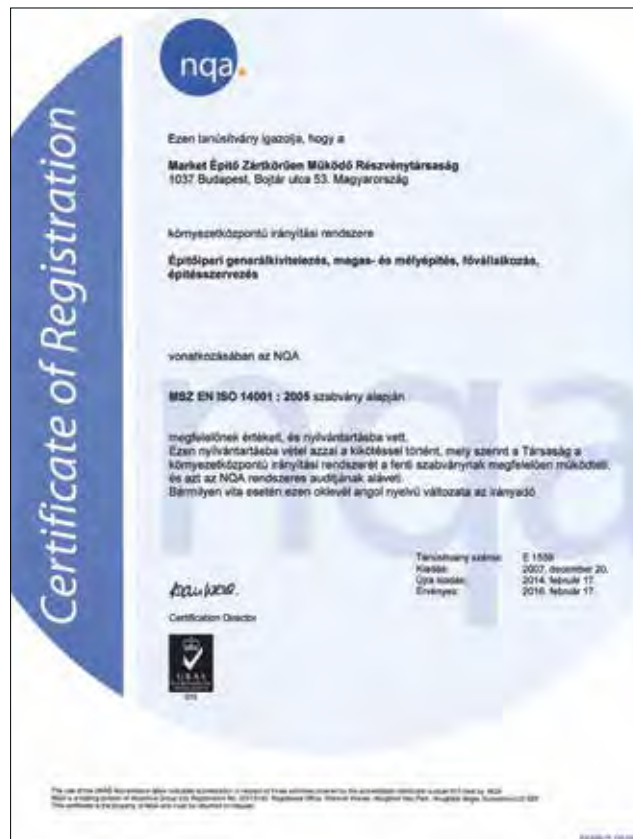 nqa.
Certificate of Registration
Ezen tanúsítvány igazolja, hogy a
Market Építő Zártkörűen Működő Részvénytársaság
1037 Budapest, Bojtár utca 53. Magyarország
környezetközpontú irányítási rendszere
Építőipari generálkivitelezés, magas- és mélyépítés, fővállalkozás,
építésszervezés
vonatkozásában az NQA
MSZ EN ISO 14001 : 2005 szabvány alapján
megfelelőnek értékeli, és nyilvántartásba vett.
Ezen nyilvántartásba vétel azzal a kikötéssel történt, mely szerint a Társaság a
környezetközpontú irányítási rendszerét a fenti szabványnak megfelelően működteti,
és azt az NQA rendszeres auditjának aláveti.
Bármilyen vita esetén ezen oklevél angol nyelvű változata az irányadó
Tanúsítvány száma: E
Kiadás: 2007. december 20.
Újra kiadás: 2014. február 17.
Érvényes: 2016. február 17.
Certification Director
UKAS
015
nqa